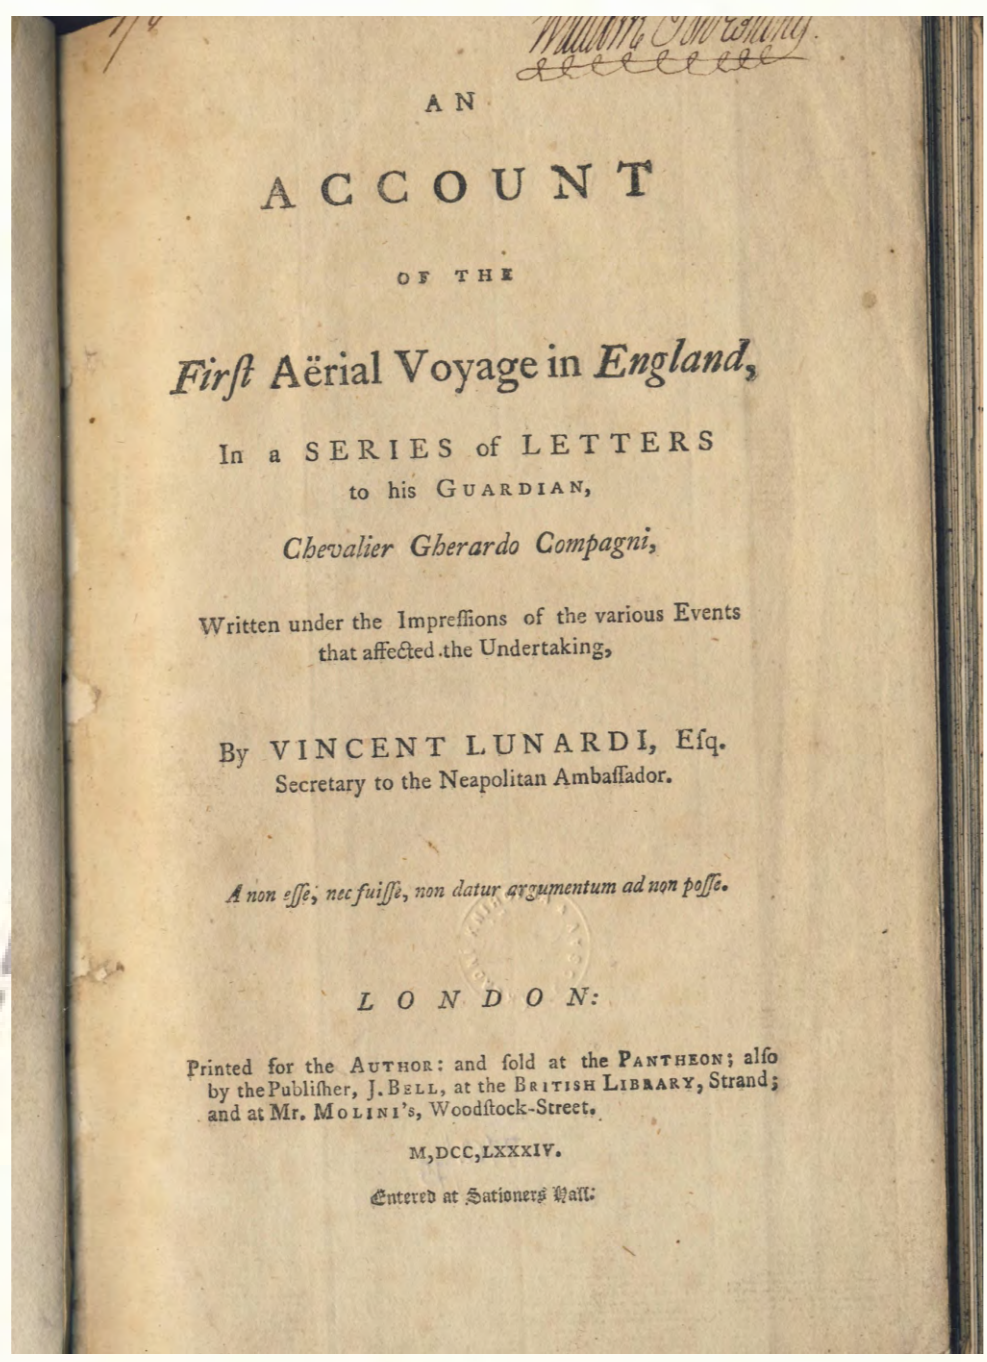 AN
ACCOUNT
OF THE
Firſt Aërial Voyage in England,
In a SERIES of LETTERS
to his GUARDIAN,
Chevalier Gherardo Compagni,
Written under the Impreſſions of the various Events
that affected the Undertaking,
By VINCENT LUNARDI, Eſq.
Secretary to the Neapolitan Ambaſſador.
A non eſſe, nec fuiſſe, non datur argumentum ad non poſſe.
LONDON:
Printed for the AUTHOR: and ſold at the PANTHEON; alſo
by the Publiſher, J. BELL, at the BRITISH LIBRARY, Strand;
and at Mr. MOLINI's, Woodſtock-Street.
M,DCC,LXXXIV.
Entered at Sationers Hall: